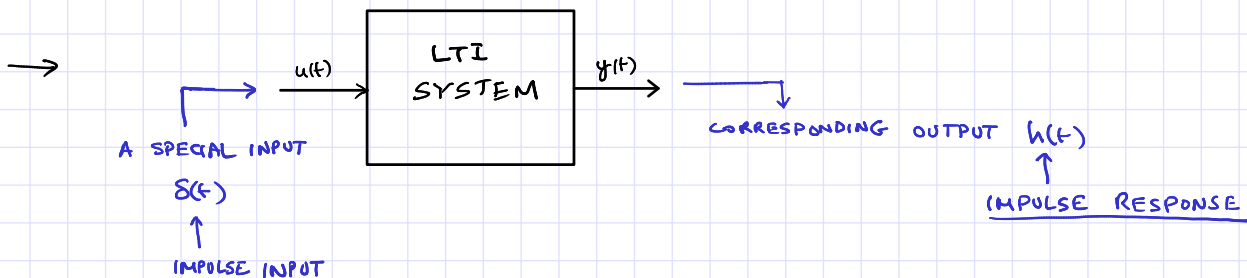 LTI
SYSTEM
u(t)
y(t)
A SPECIAL INPUT
δ(t)
IMPULSE INPUT
CORRESPONDING OUTPUT h(t)
IMPULSE RESPONSE